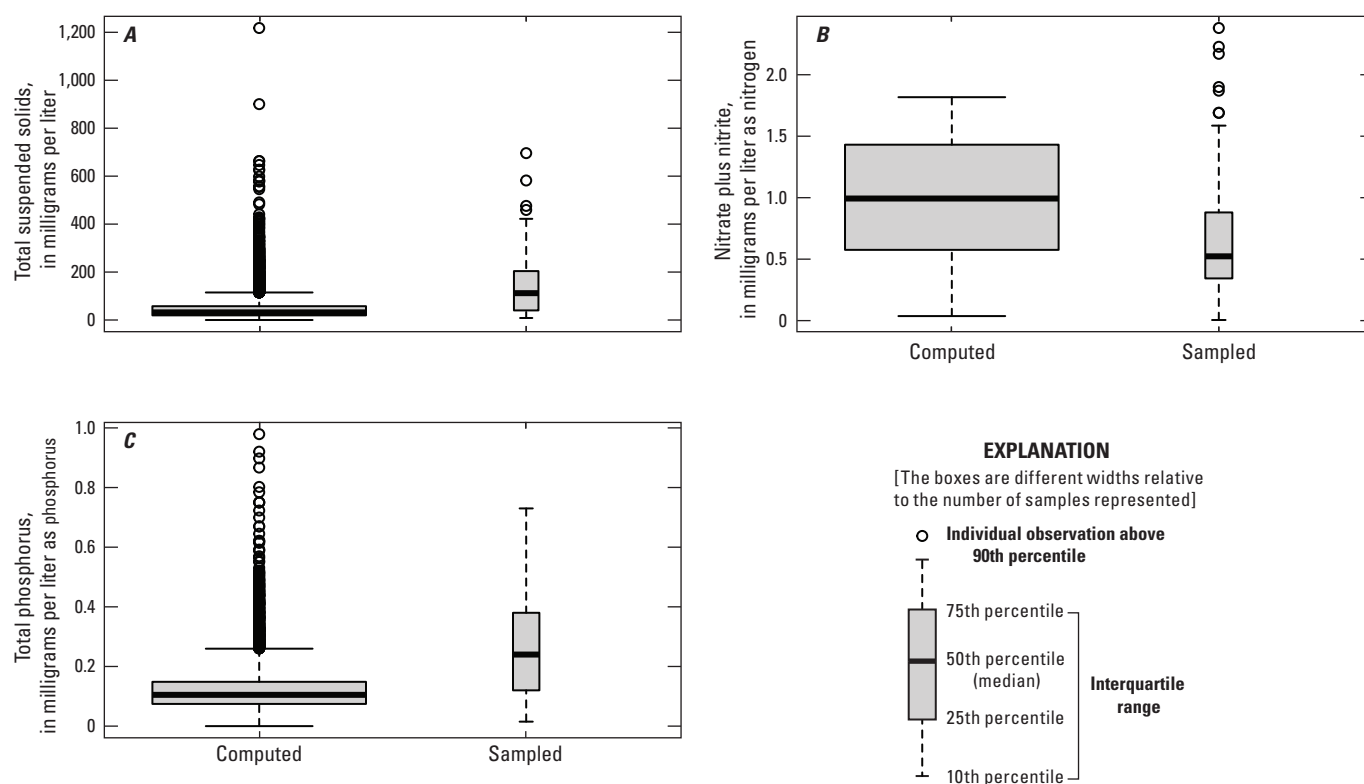 A
Total suspended solids,
in milligrams per liter
1,200
1,000
800
600
400
200
0
B
Nitrate plus nitrite,
in milligrams per liter as nitrogen
2.0
1.5
1.0
0.5
0
Computed
Sampled
C
Total phosphorus,
in milligrams per liter as phosphorus
1.0
0.8
0.6
0.4
0.2
0
Computed
Sampled
EXPLANATION
[The boxes are different widths relative
to the number of samples represented]
Individual observation above
90th percentile
75th percentile
50th percentile
(median)
Interquartile
range
25th percentile
10th percentile